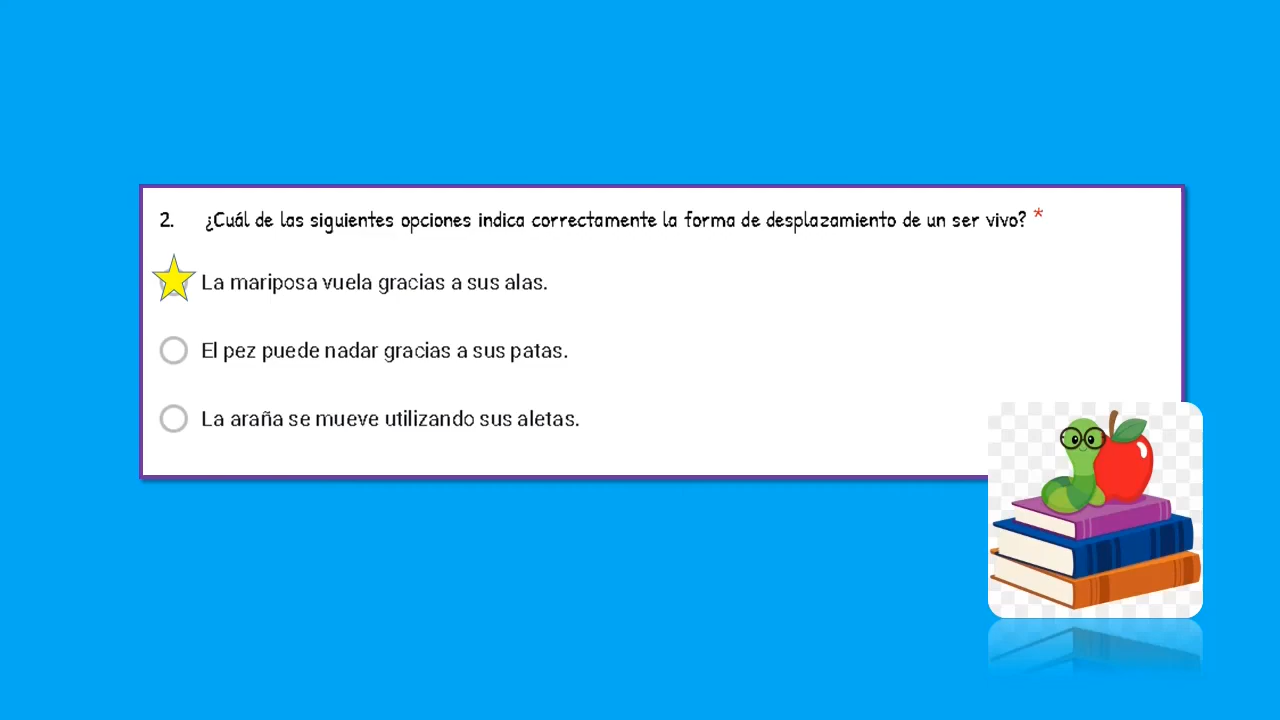 2. ¿Cuál de las siguientes opciones indica correctamente la forma de desplazamiento de un ser vivo? *
La mariposa vuela gracias a sus alas.
El pez puede nadar gracias a sus patas.
La araña se mueve utilizando sus aletas.